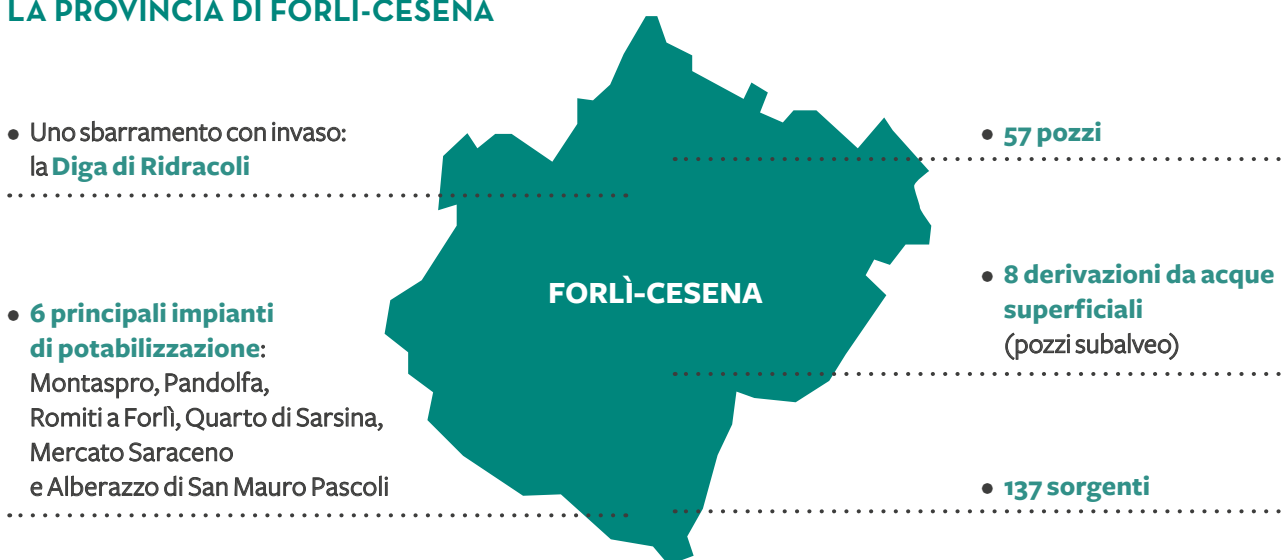 LA PROVINCIA DI FORLÌ-CESENA
• Uno sbarramento con invaso:
la Diga di Ridracoli
• 6 principali impianti
di potabilizzazione:
Montaspro, Pandolfa,
Romiti a Forlì, Quarto di Sarsina,
Mercato Saraceno
e Alberazzo di San Mauro Pascoli
FORLÌ-CESENA
• 57 pozzi
• 8 derivazioni da acque
superficiali
(pozzi subalveo)
• 137 sorgenti